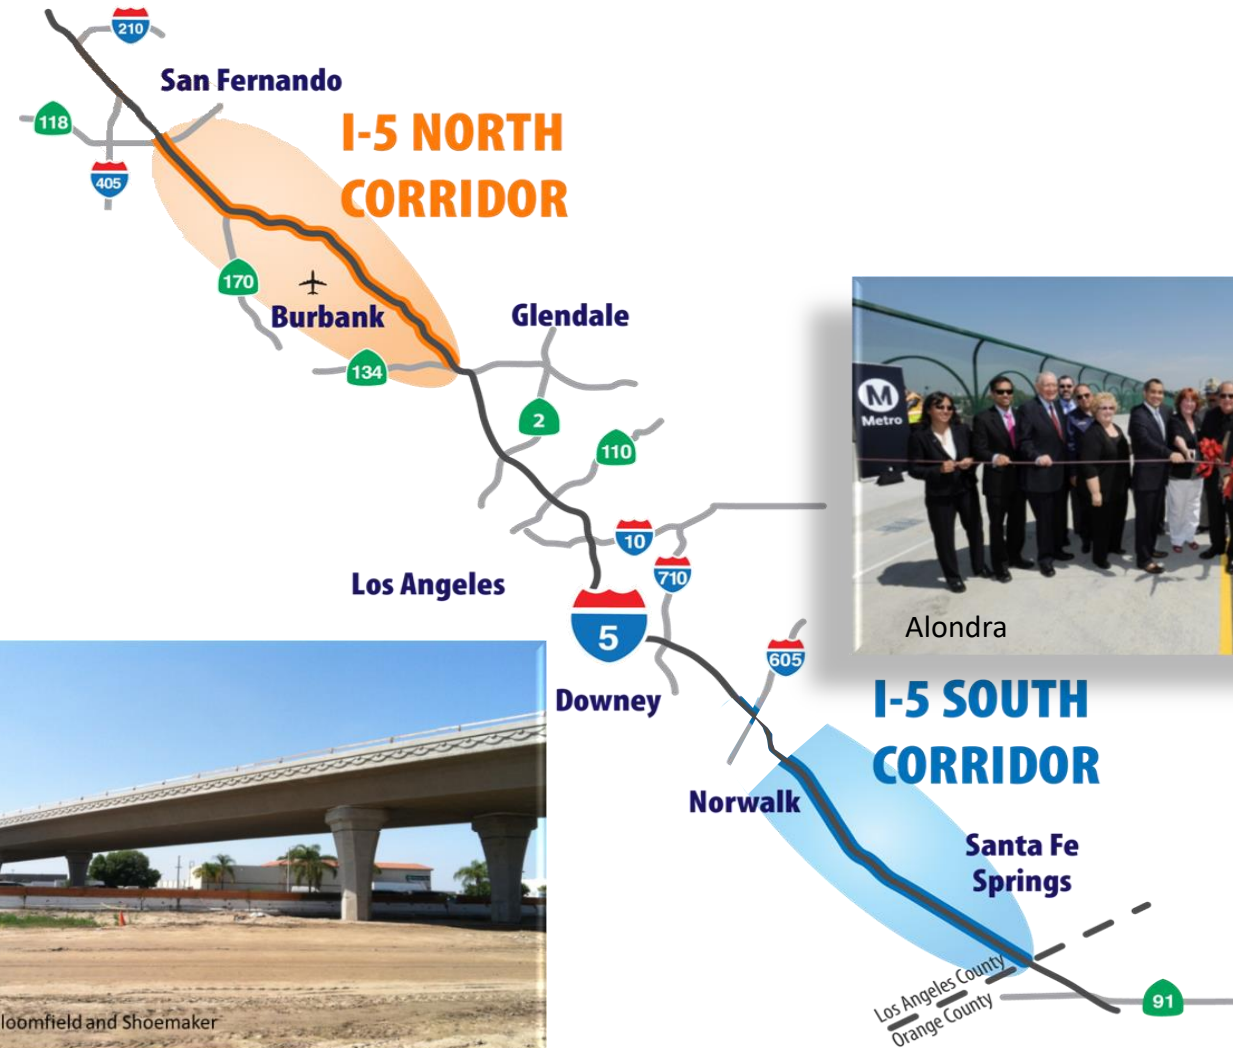 210
San Fernando
118
I-5 NORTH
CORRIDOR
405
170
Burbank
Glendale
134
2
110
M
Metro
10
710
Los Angeles
5
Alondra
605
Downey
I-5 SOUTH
CORRIDOR
Norwalk
Santa Fe
Springs
Los Angeles County
Orange County
91
loomfield and Shoemaker